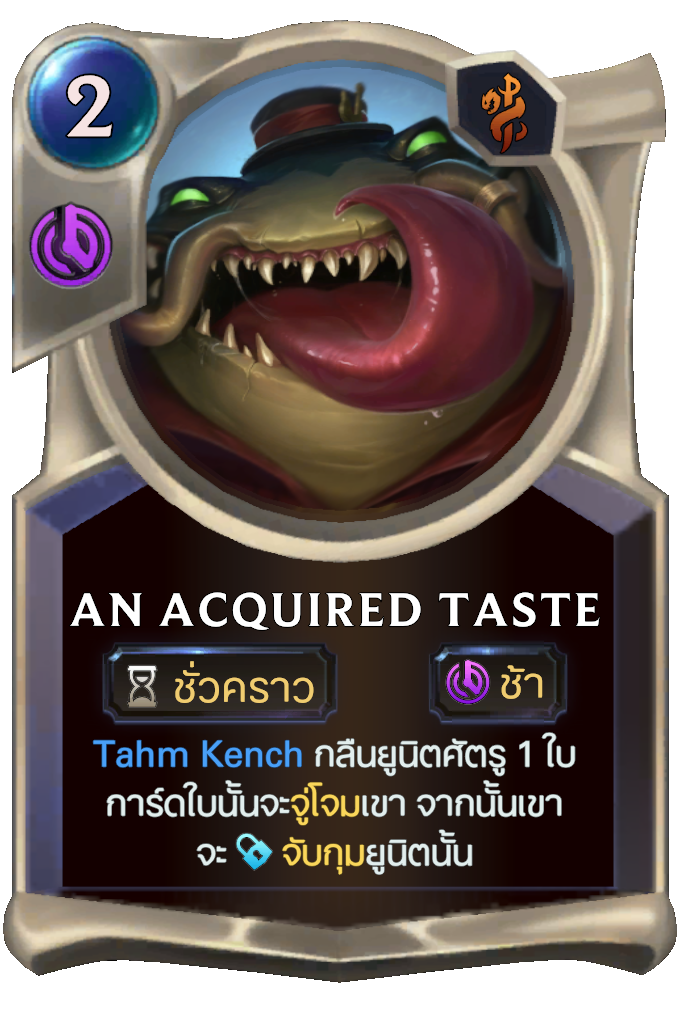 2
AN ACQUIRED TASTE
ชั่วคราว
ช้า
Tahm Kench กลืนยูนิตศัตรู 1 ใบ
การ์ดใบนั้นจะจู่โจมเขา จากนั้นเขา
จะ จับกุมยูนิตนั้น